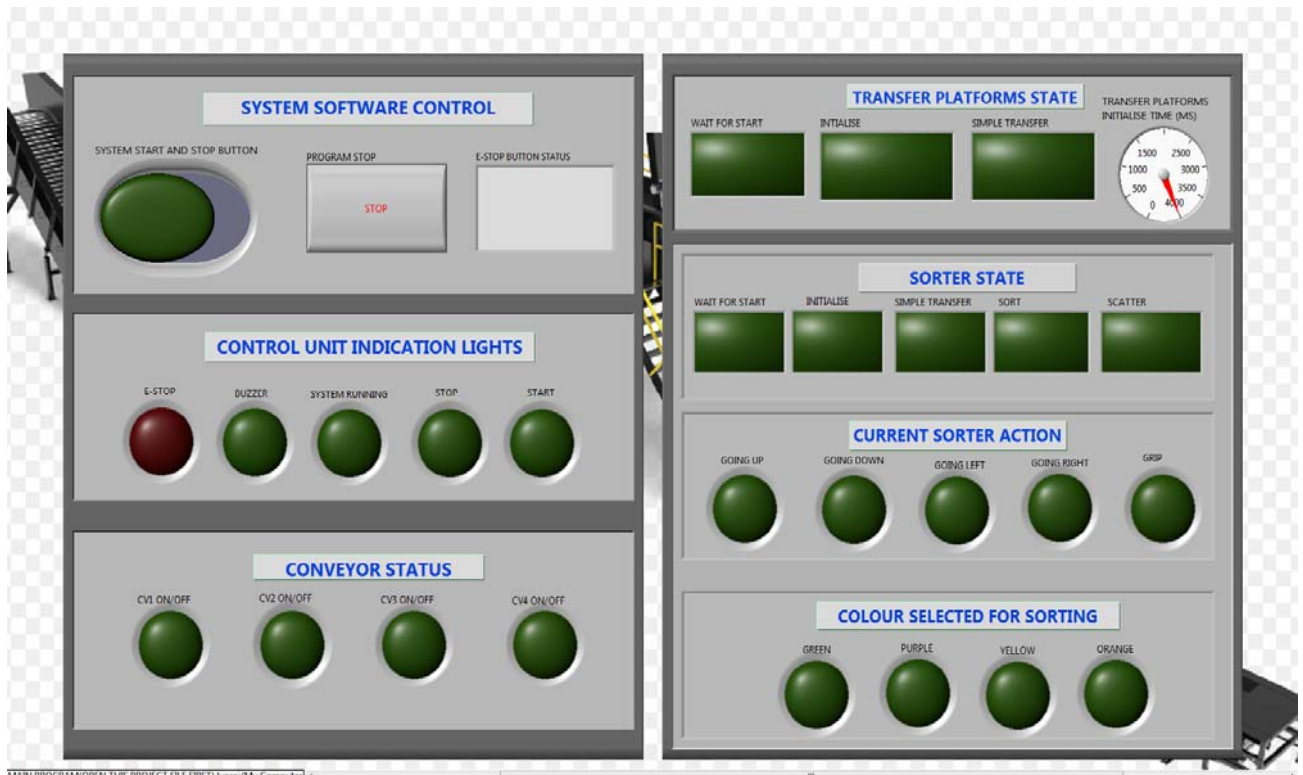 SYSTEM SOFTWARE CONTROL
SYSTEM START AND STOP BUTTON
PROGRAM STOP
E-STOP BUTTON STATUS
STOP
CONTROL UNIT INDICATION LIGHTS
E-STOP
BUZZER
SYSTEM RUNNING
STOP
START
CONVEYOR STATUS
CV1 ON/OFF
CV2 ON/OFF
CV3 ON/OFF
CV4 ON/OFF
TRANSFER PLATFORMS STATE
WAIT FOR START
INTIALISE
SIMPLE TRANSFER
TRANSFER PLATFORMS
INITIALISE TIME (MS)
1500 2500
1000 3000
500 3500
0 4000
SORTER STATE
WAIT FOR START
INITIALISE
SIMPLE TRANSFER
SORT
SCATTER
CURRENT SORTER ACTION
GOING UP
GOING DOWN
GOING LEFT
GOING RIGHT
GRIP
COLOUR SELECTED FOR SORTING
GREEN
PURPLE
YELLOW
ORANGE